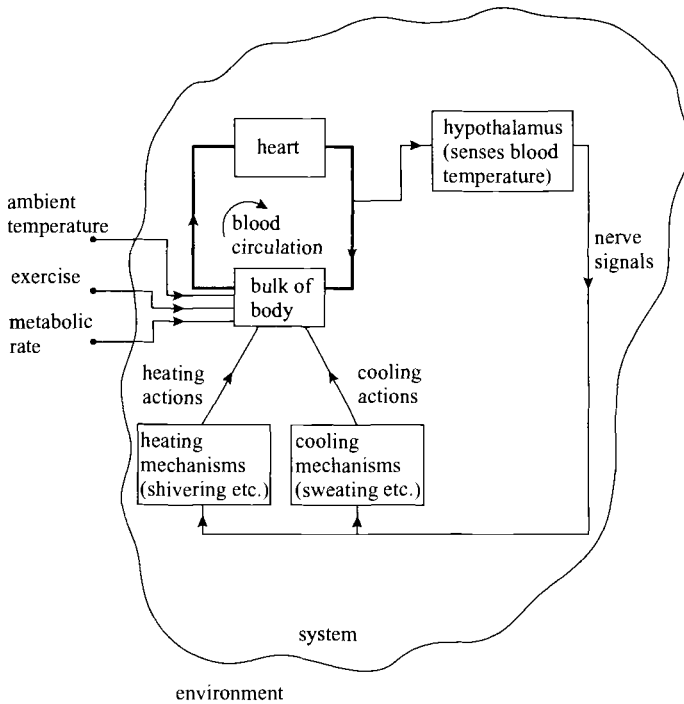 heart
hypothalamus
(senses blood
temperature)
ambient
temperature
blood
circulation
nerve
signals
exercise
bulk of
body
metabolic
rate
heating
actions
cooling
actions
heating
mechanisms
(shivering etc.)
cooling
mechanisms
(sweating etc.)
system
environment